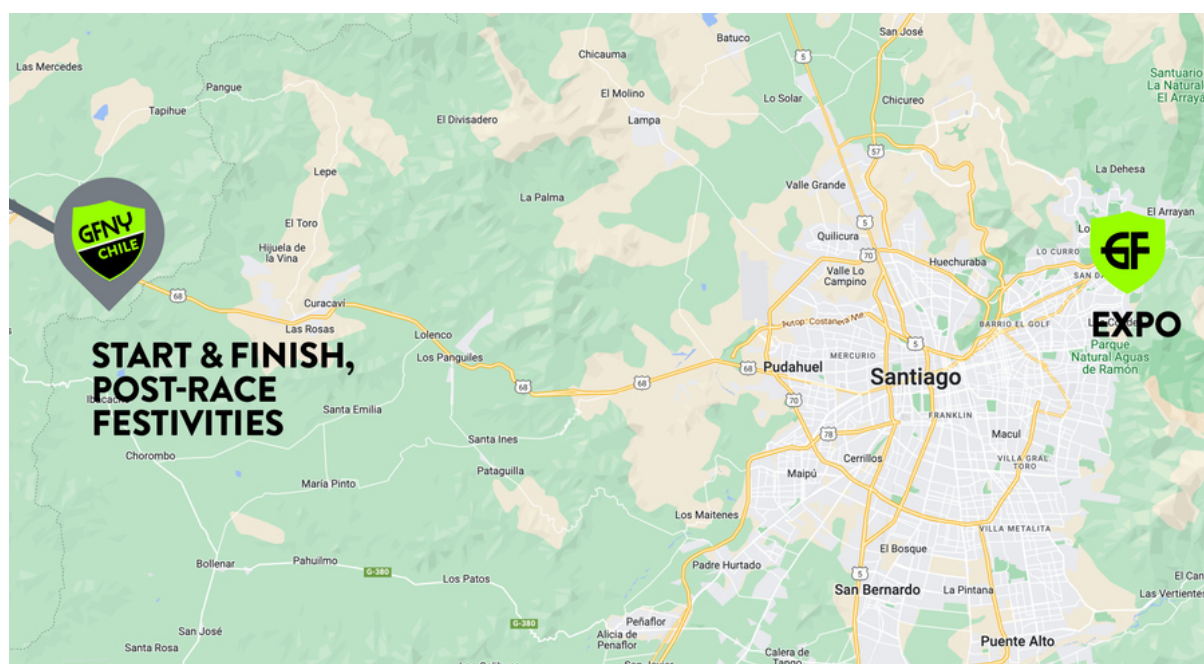 Las Mercedes
Pangue
Tapihue
Chicauma
Batuco
San José
5
Santuario
La Natural
El Arraya
El Molino
Lo Solar
Chicureo
El Divisadero
Lampa
57
Lepe
La Palma
Valle Grande
La Dehesa
El Toro
5
El Arrayan
GFNY
CHILE
Hijuela de
la Vina
Quilicura
70
Huechuraba
LO CURRO
GF
Valle Lo
Campino
68
Curacaví
Las Rosas
Lolenco
BARRIO EL GOLF
EXPO
START & FINISH,
POST-RACE
FESTIVITIES
Los Panguiles
5
MERCURIO
68
68
68
Pudahuel
Santiago
Parque
Natural Aguas
de Ramón
70
Santa Emilia
FRANKLIN
Chorombo
Santa Ines
78
Macul
Pataguilla
Maipú
Cerrillos
VILLA GRAL
TORO
María Pinto
Los Maitenes
VILLA METALITA
El Bosque
Bollenar
Pahuilmo
G-380
Los Patos
Padre Hurtado
5
San Bernardo
La Pintana
Las Vertientes
San José
G-380
Peñaflor
Santa Rosa
Alicia de
Peñaflor
Calera de
Tango
Puente Alto